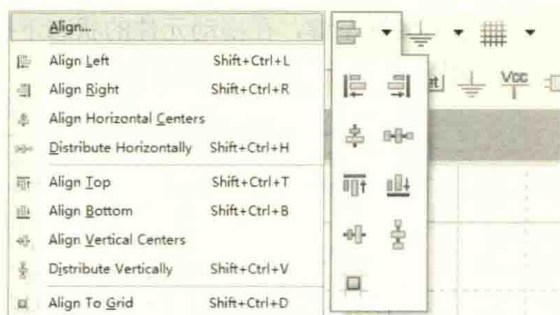 Align...
Align Left Shift+Ctrl+L
Align Right Shift+Ctrl+R
Align Horizontal Centers
Distribute Horizontally Shift+Ctrl+H
Align Top Shift+Ctrl+T
Align Bottom Shift+Ctrl+B
Align Vertical Centers
Distribute Vertically Shift+Ctrl+V
Align To Grid Shift+Ctrl+D
Vcc